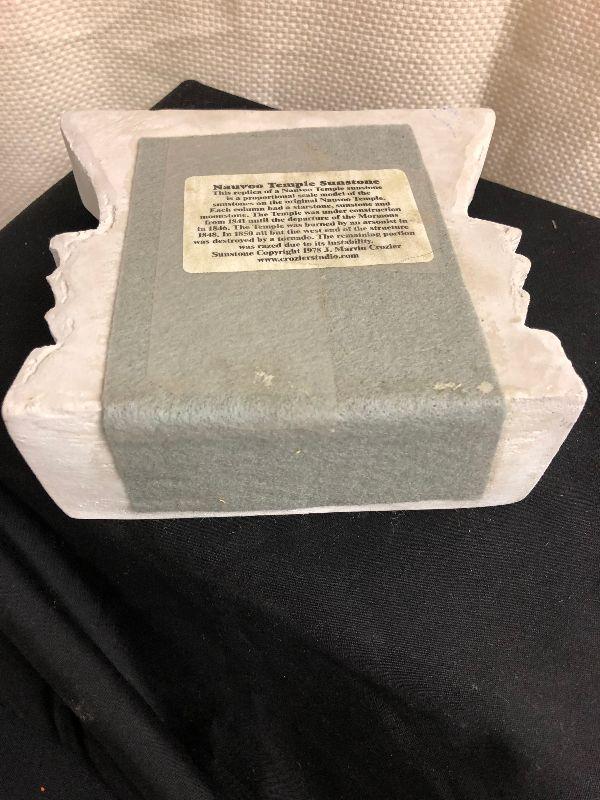 Nauvoo Temple Sunstone
This replica of a Nauvoo Temple sunstone
is a proportional scale model of the
sunstones on the original Nauvoo Temple.
Each column had a starstone, sunstone and
moonstone. The Temple was under construction
from 1841 until the departure of the Mormons
in 1846. The Temple was burned by an arsonist in
1848. In 1850 all but the west end of the structure
was destroyed by a tornado. The remaining portion
was razed due to its instability.
Sunstone Copyright 1978 J. Marvin Crozier
www.crozierstudio.com